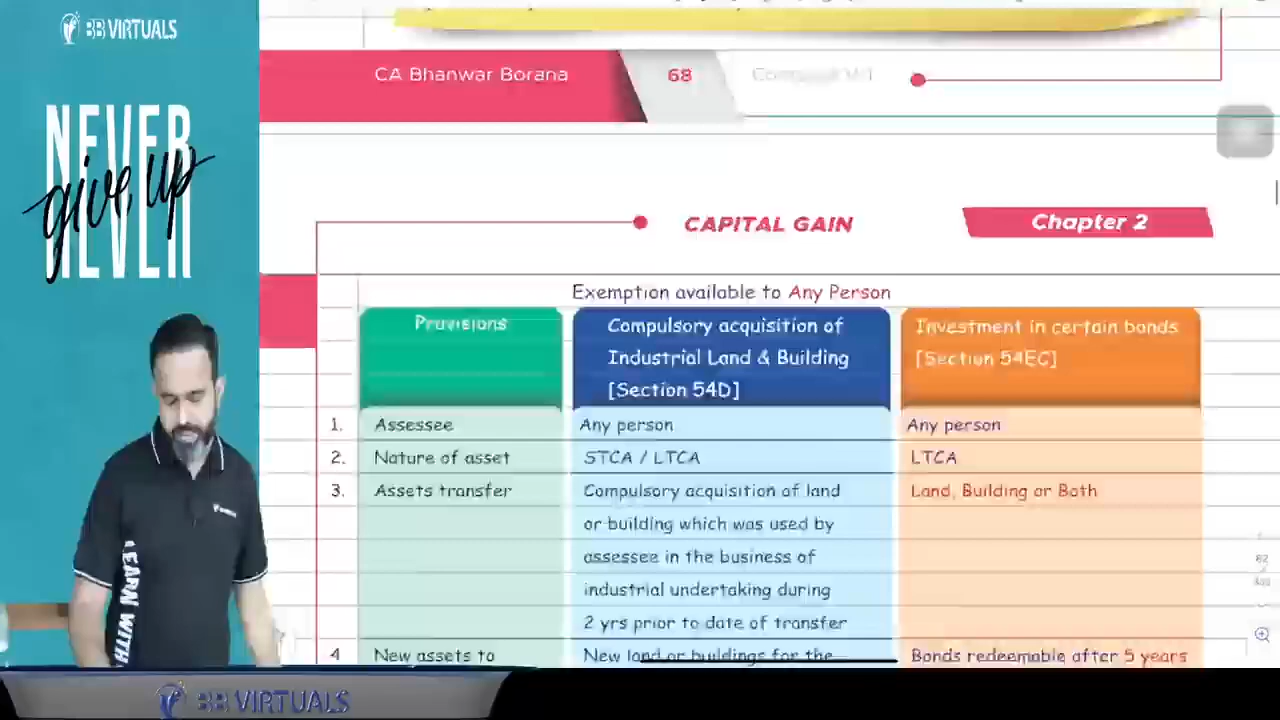 BB VIRTUALS
NEVER
give up
NEVER
CA Bhanwar Borana
68
CAPITAL GAIN
Chapter 2
Exemption available to Any Person
Provisions
Compulsory acquisition of
Industrial Land & Building
[Section 54D]
Investment in certain bonds
[Section 54EC]
1. Assessee Any person Any person
2. Nature of asset STCA / LTCA LTCA
3. Assets transfer Compulsory acquisition of land Land, Building or Both
or building which was used by
assessee in the business of
industrial undertaking during
2 yrs prior to date of transfer
4 New assets to New land or buildings for the Bonds redeemable after 5 years
82
LEARN WITH
BB VIRTUALS